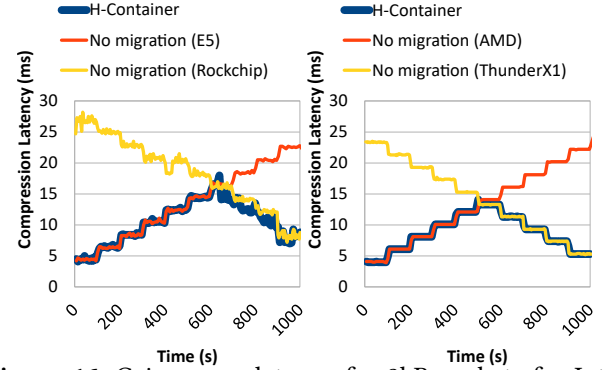 H-Container
No migration (E5)
No migration (Rockchip)
Compression Latency (ms)
30
25
20
15
10
5
0
0
200
400
600
800
1000
Time (s)
H-Container
No migration (AMD)
No migration (ThunderX1)
Compression Latency (ms)
30
25
20
15
10
5
0
0
200
400
600
800
1000
Time (s)